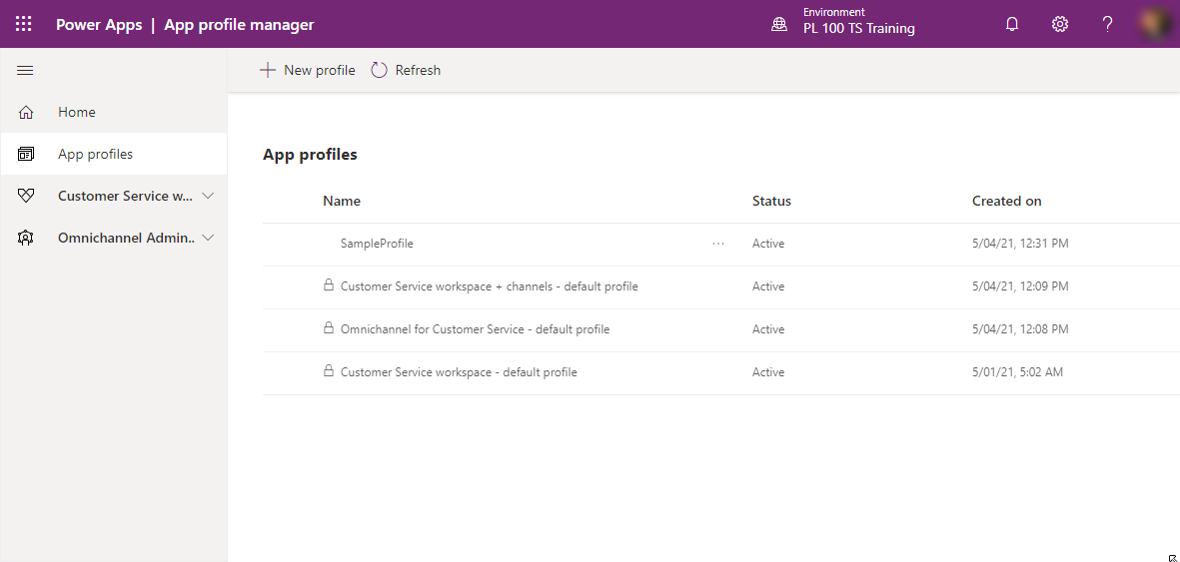 Power Apps | App profile manager
Environment
PL 100 TS Training
?
New profile
Refresh
Home
App profiles
Customer Service w...
Omnichannel Admin..
App profiles
Name Status Created on
SampleProfile ... Active 5/04/21, 12:31 PM
Customer Service workspace + channels - default profile Active 5/04/21, 12:09 PM
Omnichannel for Customer Service - default profile Active 5/04/21, 12:08 PM
Customer Service workspace - default profile Active 5/01/21, 5:02 AM